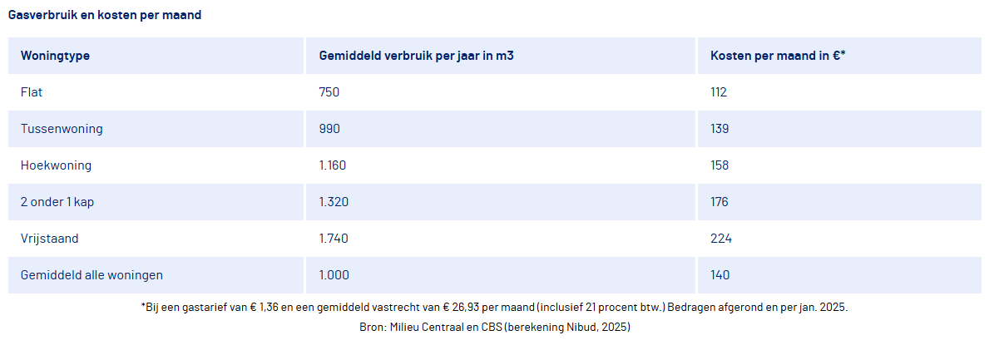 Gasverbruik en kosten per maand
Woningtype Gemiddeld verbruik per jaar in m3 Kosten per maand in €*
Flat 750 112
Tussenwoning 990 139
Hoekwoning 1.160 158
2 onder 1 kap 1.320 176
Vrijstaand 1.740 224
Gemiddeld alle woningen 1.000 140
*Bij een gastarief van € 1,36 en een gemiddeld vastrecht van € 26,93 per maand (inclusief 21 procent btw.) Bedragen afgerond en per jan. 2025.
Bron: Milieu Centraal en CBS (berekening Nibud, 2025)